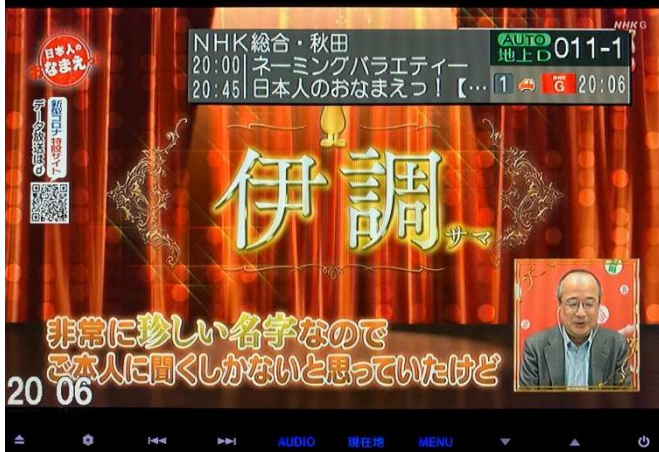 NHK G
日本人の
おなまえっ
NHK総合・秋田
AUTO
地上D 011-1
20:00 ネーミングバラエティー
20:45 日本人のおなまえっ！【…
1 G 20:06
新型コロナ 特設サイト
データ放送はd
伊調サマ
非常に珍しい名字なので
ご本人に聞くしかないと思っていたけど
20 06
AUDIO 現在地 MENU